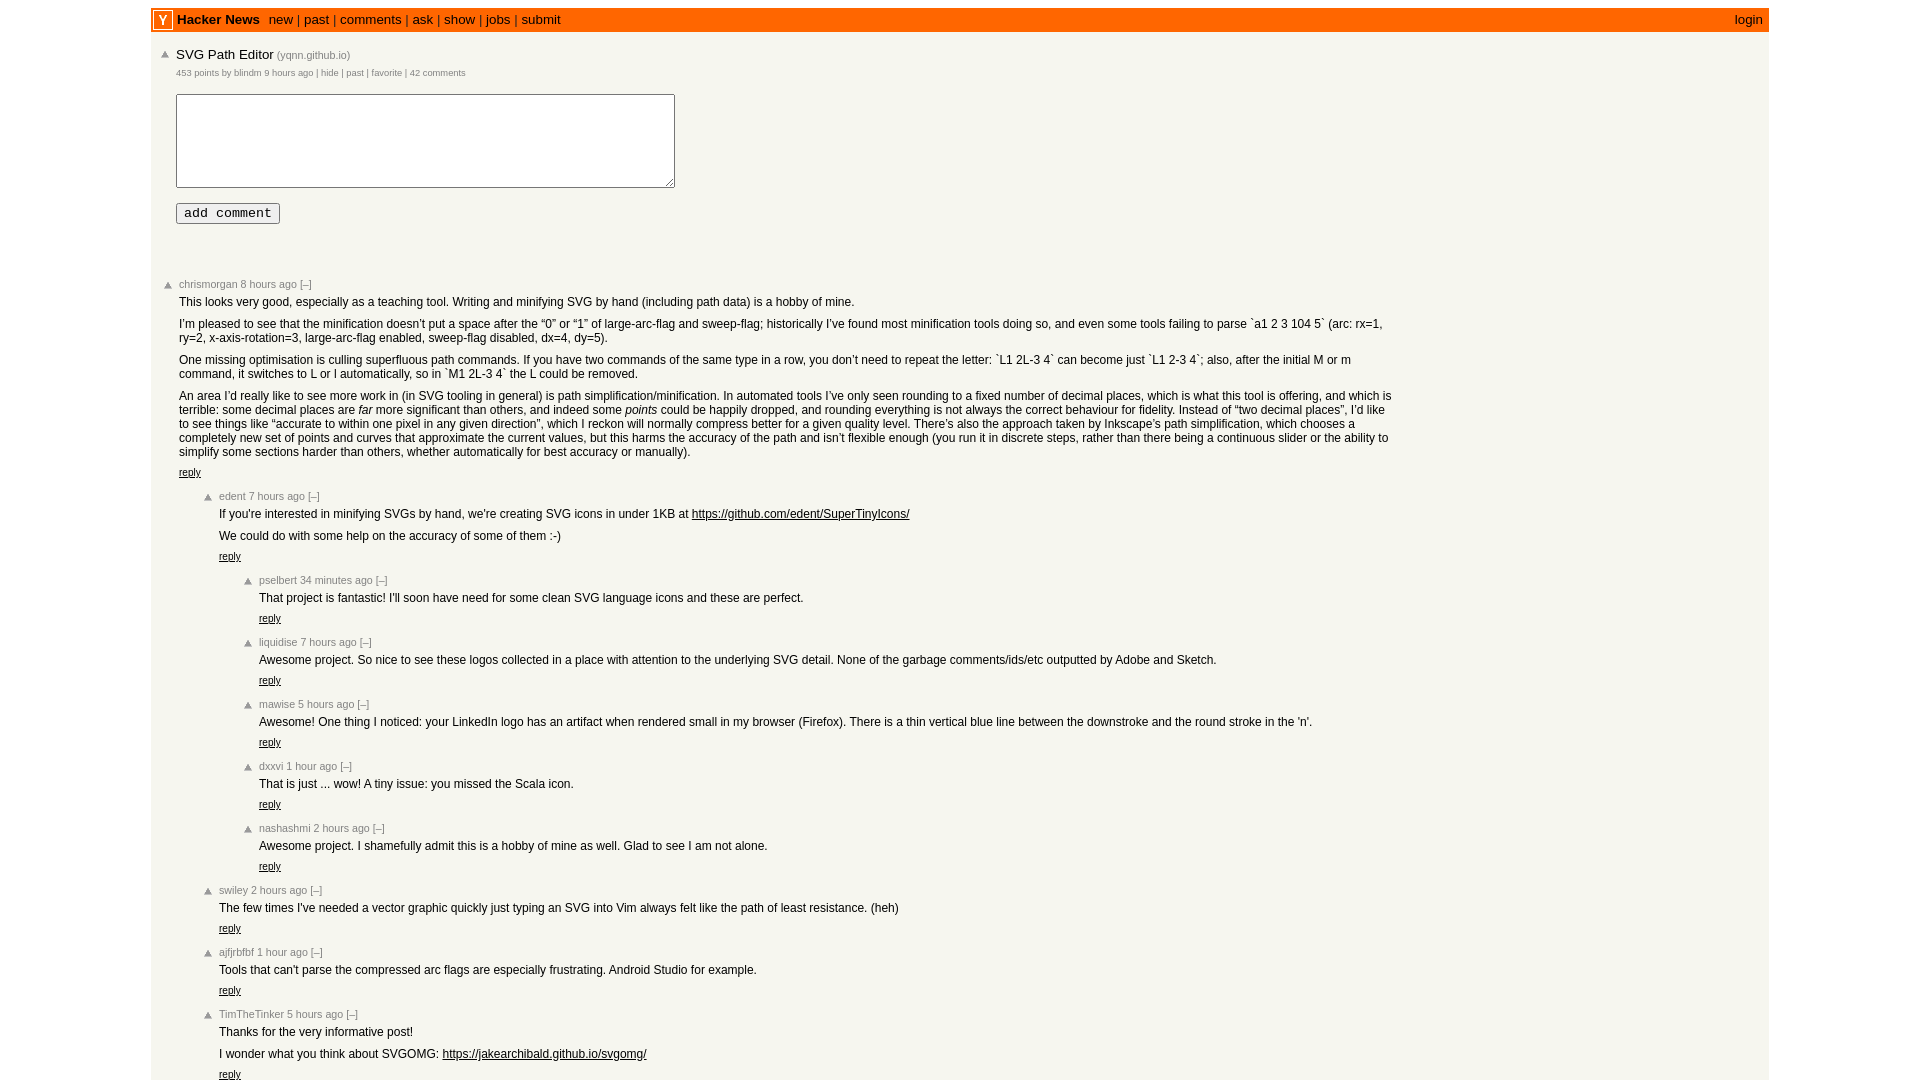 Y Hacker News new | past | comments | ask | show | jobs | submit login
SVG Path Editor (yqnn.github.io)
453 points by blindm 9 hours ago | hide | past | favorite | 42 comments
add comment
chrismorgan 8 hours ago [–]
This looks very good, especially as a teaching tool. Writing and minifying SVG by hand (including path data) is a hobby of mine.
I’m pleased to see that the minification doesn’t put a space after the “0” or “1” of large-arc-flag and sweep-flag; historically I’ve found most minification tools doing so, and even some tools failing to parse `a1 2 3 104 5` (arc: rx=1,
ry=2, x-axis-rotation=3, large-arc-flag enabled, sweep-flag disabled, dx=4, dy=5).
One missing optimisation is culling superfluous path commands. If you have two commands of the same type in a row, you don’t need to repeat the letter: `L1 2L-3 4` can become just `L1 2-3 4`; also, after the initial M or m
command, it switches to L or l automatically, so in `M1 2L-3 4` the L could be removed.
An area I’d really like to see more work in (in SVG tooling in general) is path simplification/minification. In automated tools I’ve only seen rounding to a fixed number of decimal places, which is what this tool is offering, and which is
terrible: some decimal places are far more significant than others, and indeed some points could be happily dropped, and rounding everything is not always the correct behaviour for fidelity. Instead of “two decimal places”, I’d like
to see things like “accurate to within one pixel in any given direction”, which I reckon will normally compress better for a given quality level. There’s also the approach taken by Inkscape’s path simplification, which chooses a
completely new set of points and curves that approximate the current values, but this harms the accuracy of the path and isn’t flexible enough (you run it in discrete steps, rather than there being a continuous slider or the ability to
simplify some sections harder than others, whether automatically for best accuracy or manually).
reply
edent 7 hours ago [–]
If you're interested in minifying SVGs by hand, we're creating SVG icons in under 1KB at https://github.com/edent/SuperTinyIcons/
We could do with some help on the accuracy of some of them :-)
reply
pselbert 34 minutes ago [–]
That project is fantastic! I'll soon have need for some clean SVG language icons and these are perfect.
reply
liquidise 7 hours ago [–]
Awesome project. So nice to see these logos collected in a place with attention to the underlying SVG detail. None of the garbage comments/ids/etc outputted by Adobe and Sketch.
reply
mawise 5 hours ago [–]
Awesome! One thing I noticed: your LinkedIn logo has an artifact when rendered small in my browser (Firefox). There is a thin vertical blue line between the downstroke and the round stroke in the 'n'.
reply
dxxvi 1 hour ago [–]
That is just ... wow! A tiny issue: you missed the Scala icon.
reply
nashashmi 2 hours ago [–]
Awesome project. I shamefully admit this is a hobby of mine as well. Glad to see I am not alone.
reply
swiley 2 hours ago [–]
The few times I've needed a vector graphic quickly just typing an SVG into Vim always felt like the path of least resistance. (heh)
reply
ajfjrbfbf 1 hour ago [–]
Tools that can't parse the compressed arc flags are especially frustrating. Android Studio for example.
reply
TimTheTinker 5 hours ago [–]
Thanks for the very informative post!
I wonder what you think about SVGOMG: https://jakearchibald.github.io/svgomg/
reply